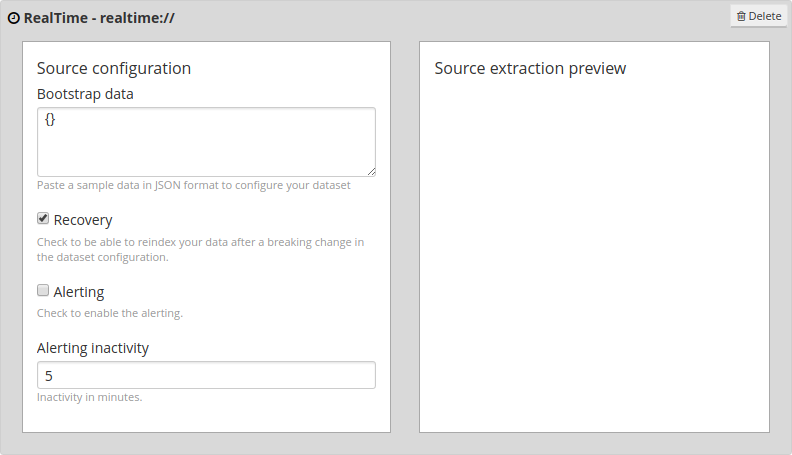 RealTime - realtime://
Delete
Source configuration
Bootstrap data
{}
Paste a sample data in JSON format to configure your dataset
Recovery
Check to be able to reindex your data after a breaking change in
the dataset configuration.
Alerting
Check to enable the alerting.
Alerting inactivity
5
Inactivity in minutes.
Source extraction preview